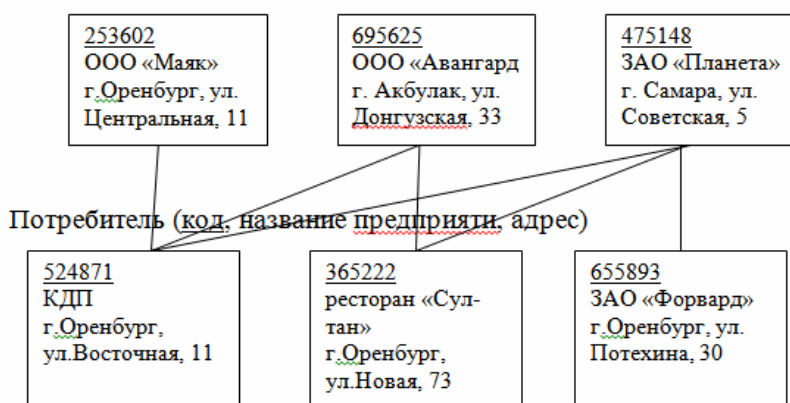 253602
ООО «Маяк»
г.Оренбург, ул.
Центральная, 11
695625
ООО «Авангард
г. Акбулак, ул.
Донгузская, 33
475148
ЗАО «Планета»
г. Самара, ул.
Советская, 5
Потребитель (код, название предприяти, адрес)
524871
КДП
г.Оренбург,
ул.Восточная, 11
365222
ресторан «Сул-
тан»
г.Оренбург,
ул.Новая, 73
655893
ЗАО «Форвард»
г.Оренбург, ул.
Потехина, 30